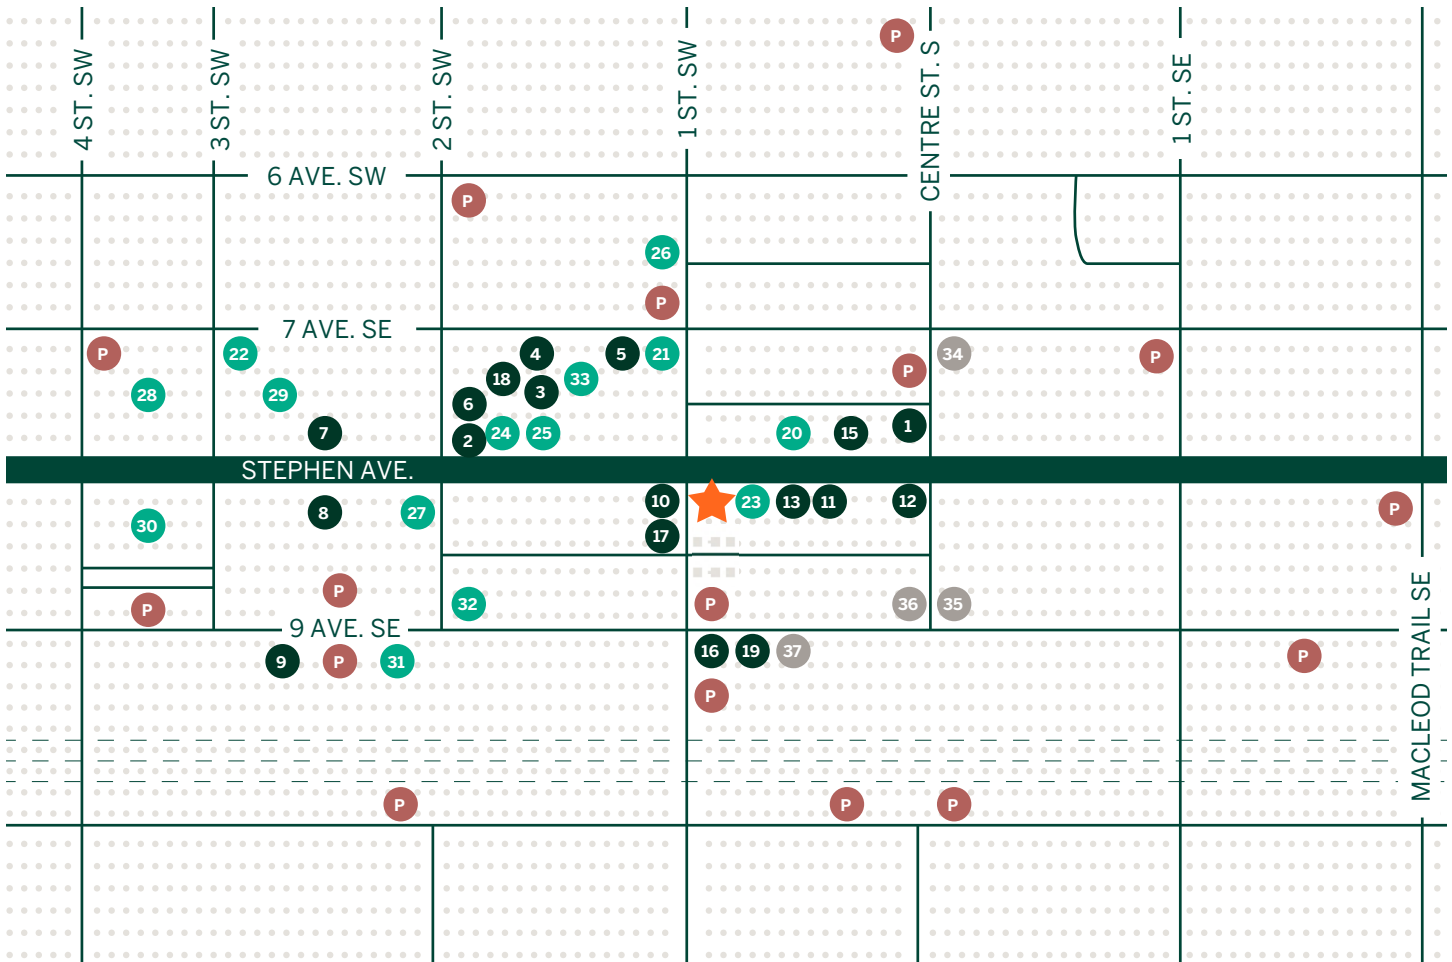 P
4 ST. SW
3 ST. SW
2 ST. SW
1 ST. SW
CENTRE ST. S
1 ST. SE
6 AVE. SW
P
26
P
7 AVE. SE
P
22
4
5
21
34
P
P
28
29
18
3
33
6
7
2
24
25
20
15
1
STEPHEN AVE.
30
8
27
10
23
13
11
12
P
17
P
P
32
P
36
35
9 AVE. SE
9
P
31
16
19
37
P
P
MACLEOD TRAIL SE
P
P
P